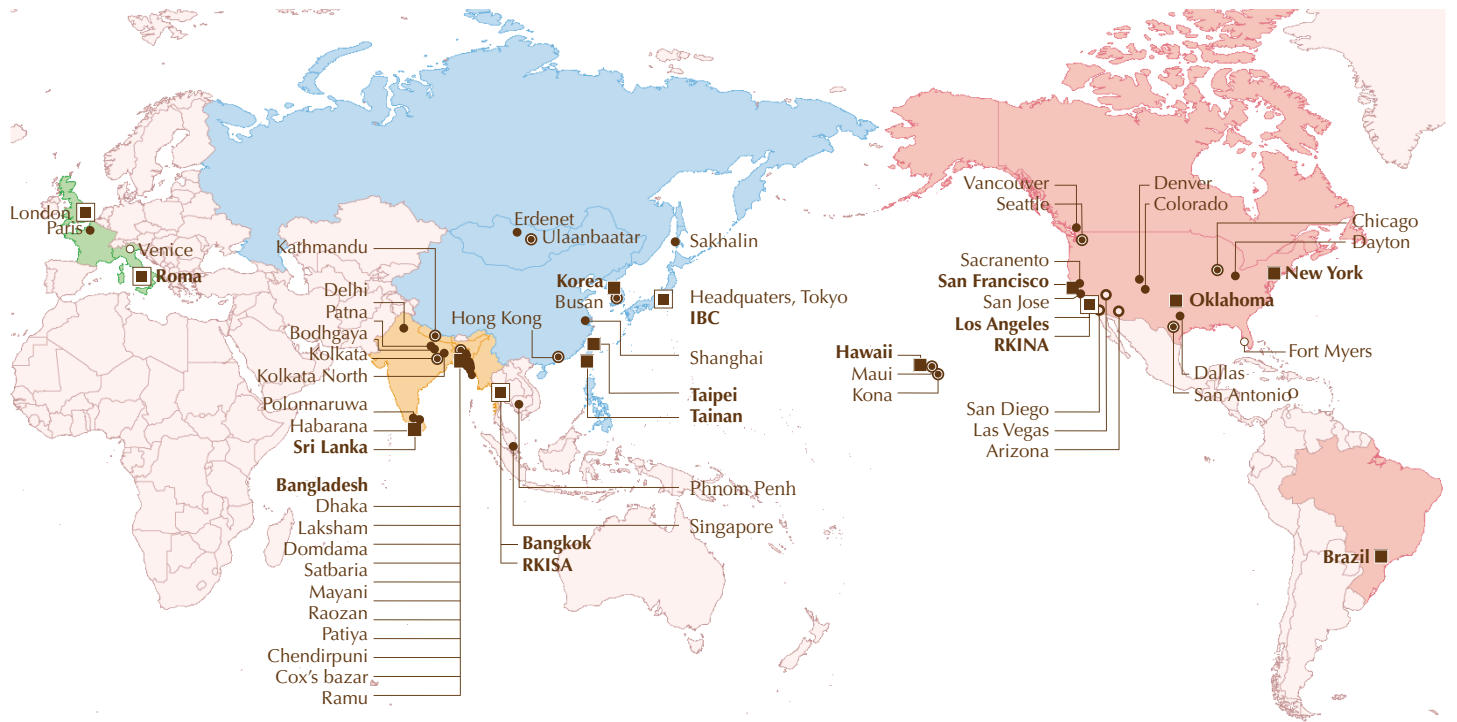 London
Paris
Venice
Roma
Kathmandu
Delhi
Patna
Bodhgaya
Kolkata
Kolkata North
Polonnaruwa
Habarana
Sri Lanka
Bangladesh
Dhaka
Laksham
Domdama
Satbaria
Mayani
Raozan
Patiya
Chendirpuni
Cox's bazar
Ramu
Erdenet
Ulaanbaatar
Sakhalin
Korea
Busan
Headquaters, Tokyo
IBC
Hong Kong
Shanghai
Taipei
Tainan
Phnom Penh
Singapore
Bangkok
RKISA
Hawaii
Maui
Kona
Vancouver
Seattle
Sacranento
San Francisco
San Jose
Los Angeles
RKINA
San Diego
Las Vegas
Arizona
Denver
Colorado
Chicago
Dayton
New York
Oklahoma
Fort Myers
Dallas
San Antonio
Brazil